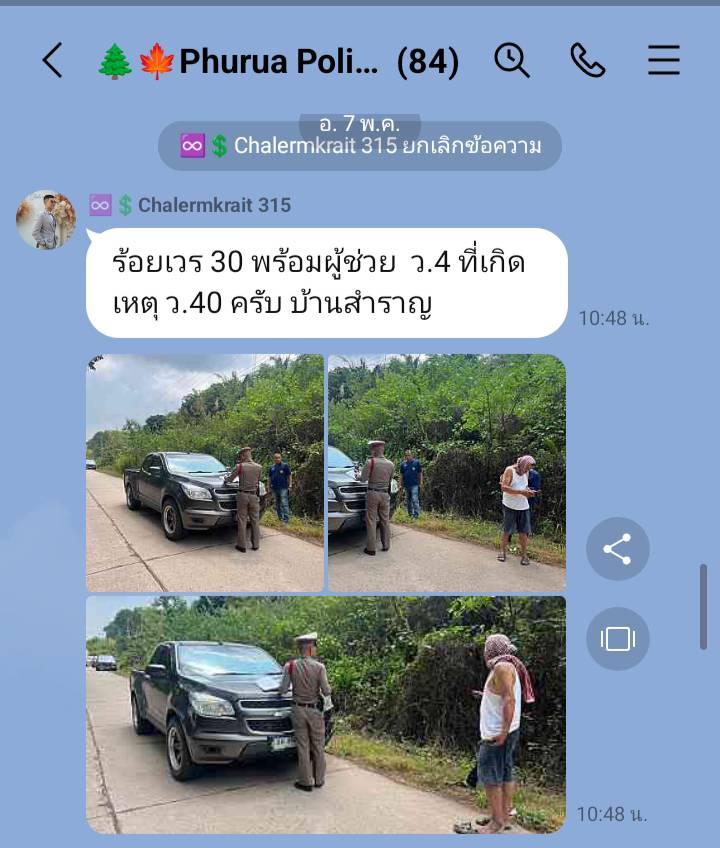 Phurua Poli... (84)
อ. 7 พ.ค.
Chalermkrait 315 ยกเลิกข้อความ
Chalermkrait 315
ร้อยเวร 30 พร้อมผู้ช่วย ว.4 ที่เกิด
เหตุ ว.40 ครับ บ้านสำราญ
10:48 น.
10:48 น.